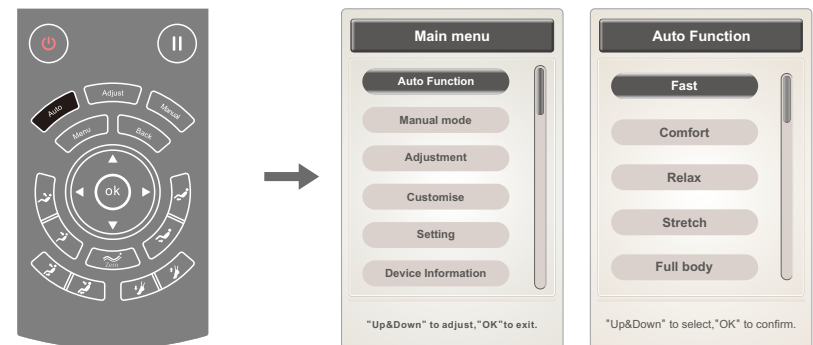 Auto
Adjust
Manual
Menu
Back
ok
Zero
Main menu
Auto Function
Manual mode
Adjustment
Customise
Setting
Device Information
"Up&Down" to adjust,"OK"to exit.
Auto Function
Fast
Comfort
Relax
Stretch
Full body
"Up&Down" to select,"OK" to confirm.